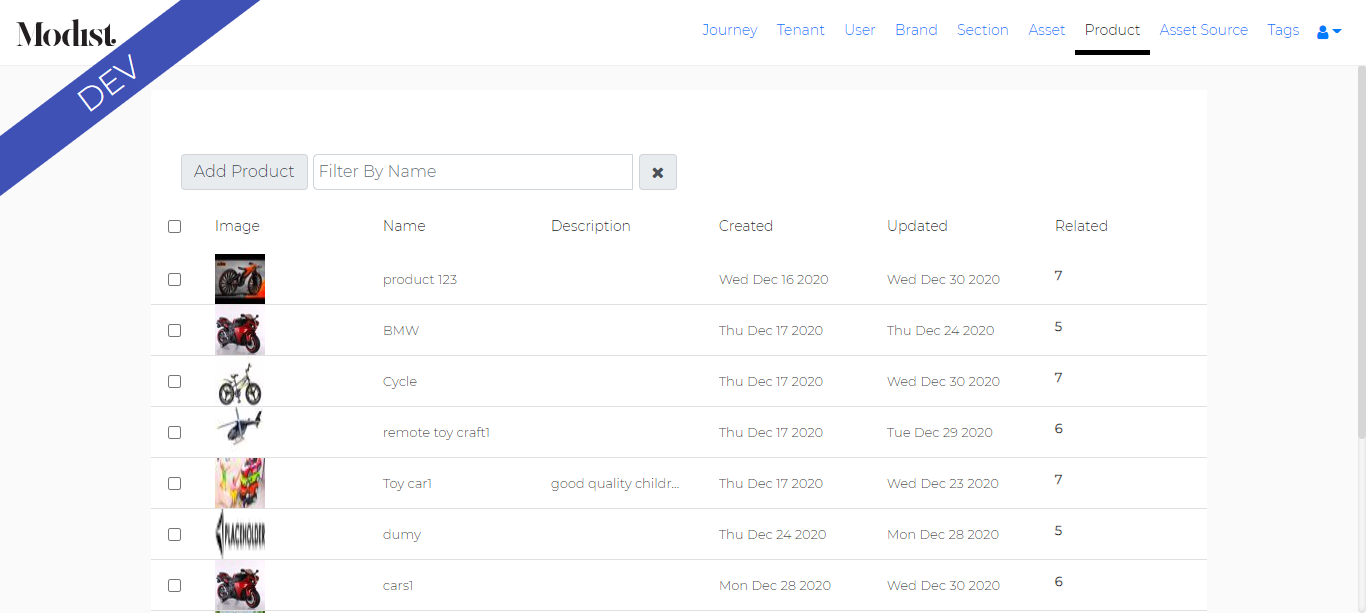 Modist.
DEV
Journey Tenant User Brand Section Asset Product Asset Source Tags
Add Product Filter By Name
Image Name Description Created Updated Related
product 123 Wed Dec 16 2020 Wed Dec 30 2020 7
BMW Thu Dec 17 2020 Thu Dec 24 2020 5
Cycle Thu Dec 17 2020 Wed Dec 30 2020 7
remote toy craft1 Thu Dec 17 2020 Tue Dec 29 2020 6
Toy car1 good quality childr... Thu Dec 17 2020 Wed Dec 23 2020 7
PLACEHOLDER dumy Thu Dec 24 2020 Mon Dec 28 2020 5
cars1 Mon Dec 28 2020 Wed Dec 30 2020 6